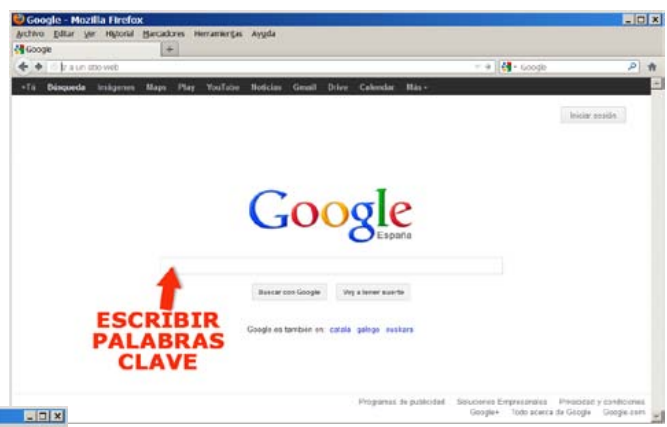 Google - Mozilla Firefox
Archivo Editar Ver Historial Marcadores Herramientas Ayuda
Google +
Ir a un sitio web Google
+Tú Búsqueda Imágenes Maps Play YouTube Noticias Gmail Drive Calendar Más
Iniciar sesión
Google
España
Buscar con Google Voy a tener suerte
ESCRIBIR
PALABRAS
CLAVE
Google es también en: català galego euskara
Programas de publicidad Soluciones Empresariales Privacidad y condiciones
Google+ Todo acerca de Google Google.com